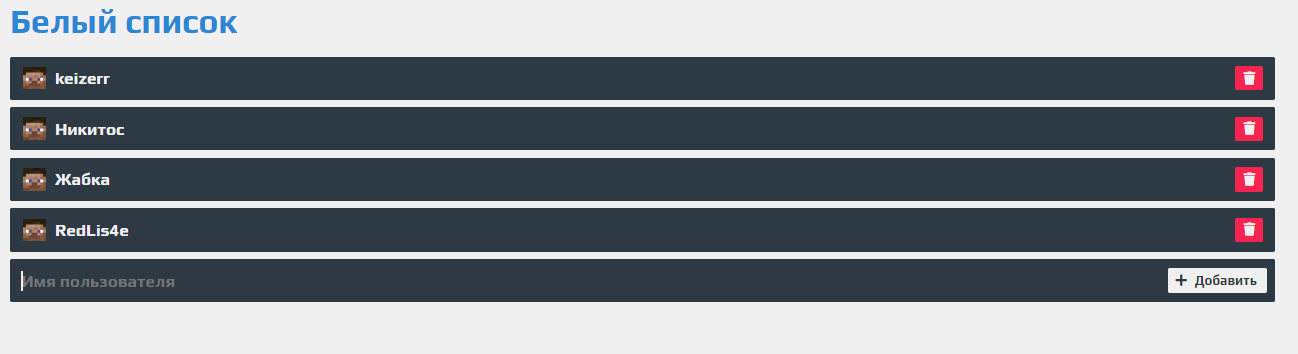 Белый список
keizerr
Никитос
Жабка
RedLis4e
Имя пользователя
Добавить